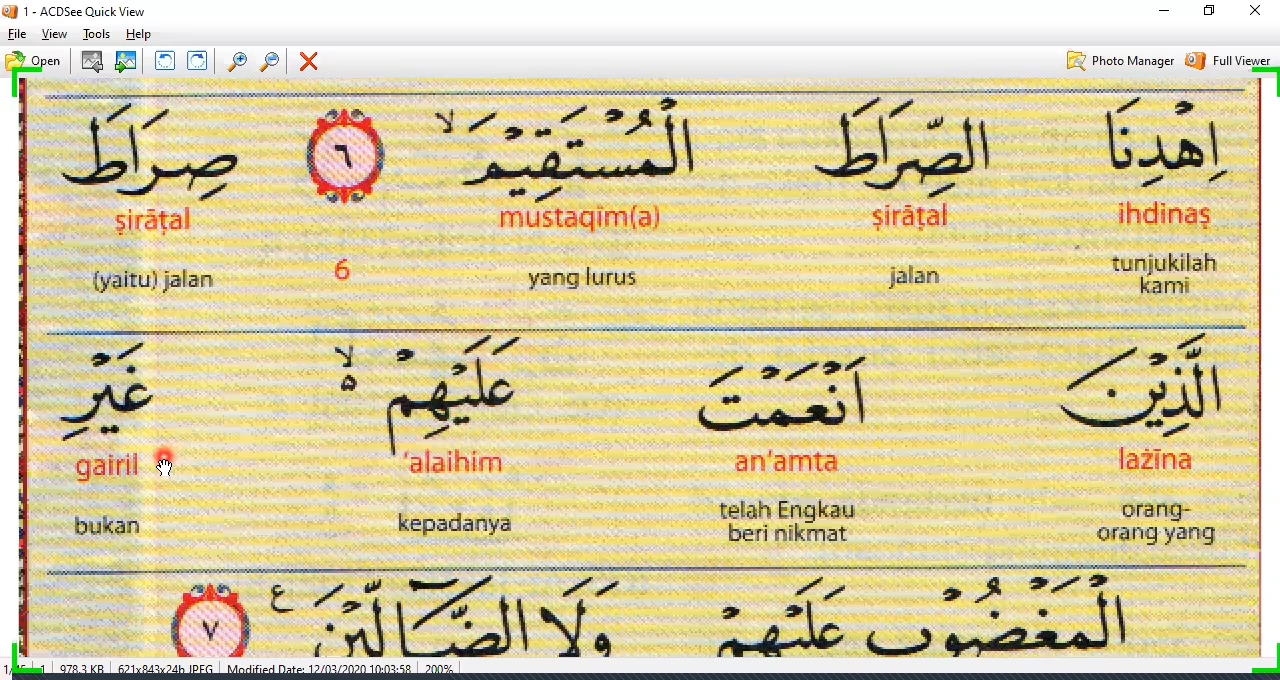 1 - ACDSee Quick View
File View Tools Help
Open Photo Manager Full Viewer
اِهْدِنَا الصِّرَاطَ الْمُسْتَقِيْمَ ۙ ٦ صِرَاطَ
ihdinaṣ ṣirāṭal mustaqīm(a) 6 ṣirāṭal
tunjukilah
kami jalan yang lurus (yaitu) jalan
الَّذِيْنَ اَنْعَمْتَ عَلَيْهِمْ ۙ ە غَيْرِ
lażīna an‘amta ‘alaihim gairil
orang-
orang yang telah Engkau
beri nikmat kepadanya bukan
الْمَغْضُوْبِ عَلَيْهِمْ وَلَا الضَّاۤلِّيْنَ ع ٧
1 978.3 KB 621x843x24b JPEG Modified Date: 12/03/2020 10:03:58 200%